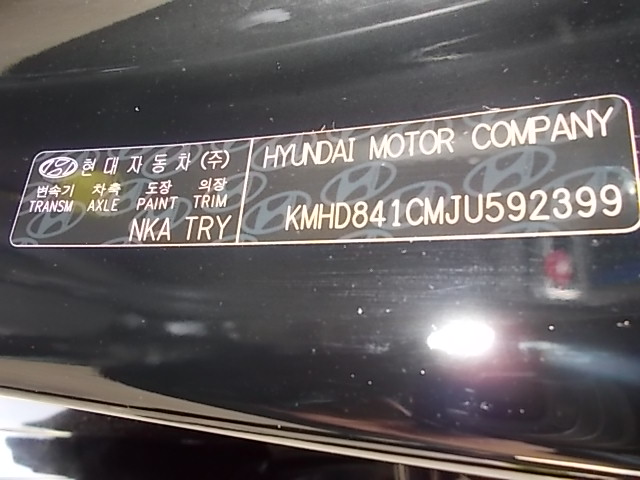 현대자동차(주)
변속기 차축 도장 의장
TRANSM AXLE PAINT TRIM
NKA TRY
HYUNDAI MOTOR COMPANY
KMHD841CMJU592399